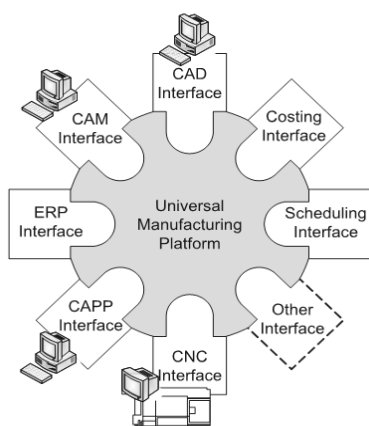 CAD
Interface
CAM
Interface
Costing
Interface
ERP
Interface
Universal
Manufacturing
Platform
Scheduling
Interface
CAPP
Interface
Other
Interface
CNC
Interface